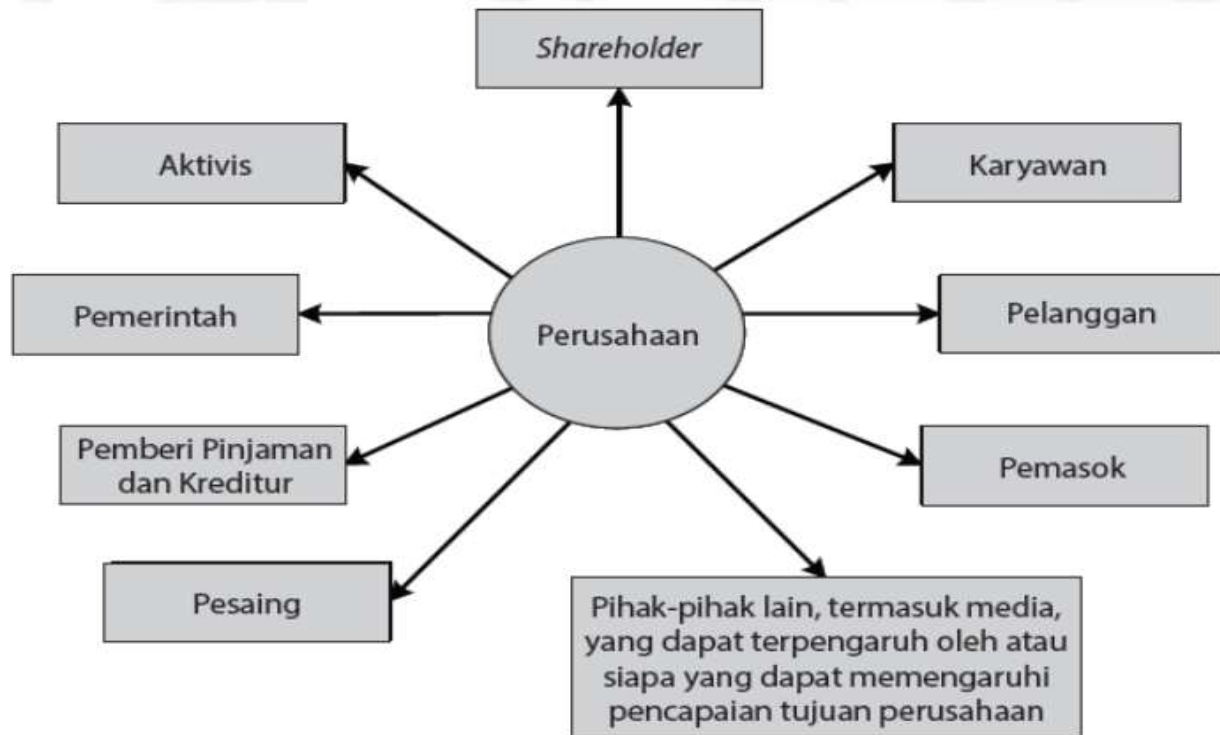 Shareholder
Aktivis
Karyawan
Pemerintah
Perusahaan
Pelanggan
Pemberi Pinjaman
dan Kreditur
Pemasok
Pesaing
Pihak-pihak lain, termasuk media,
yang dapat terpengaruh oleh atau
siapa yang dapat memengaruhi
pencapaian tujuan perusahaan